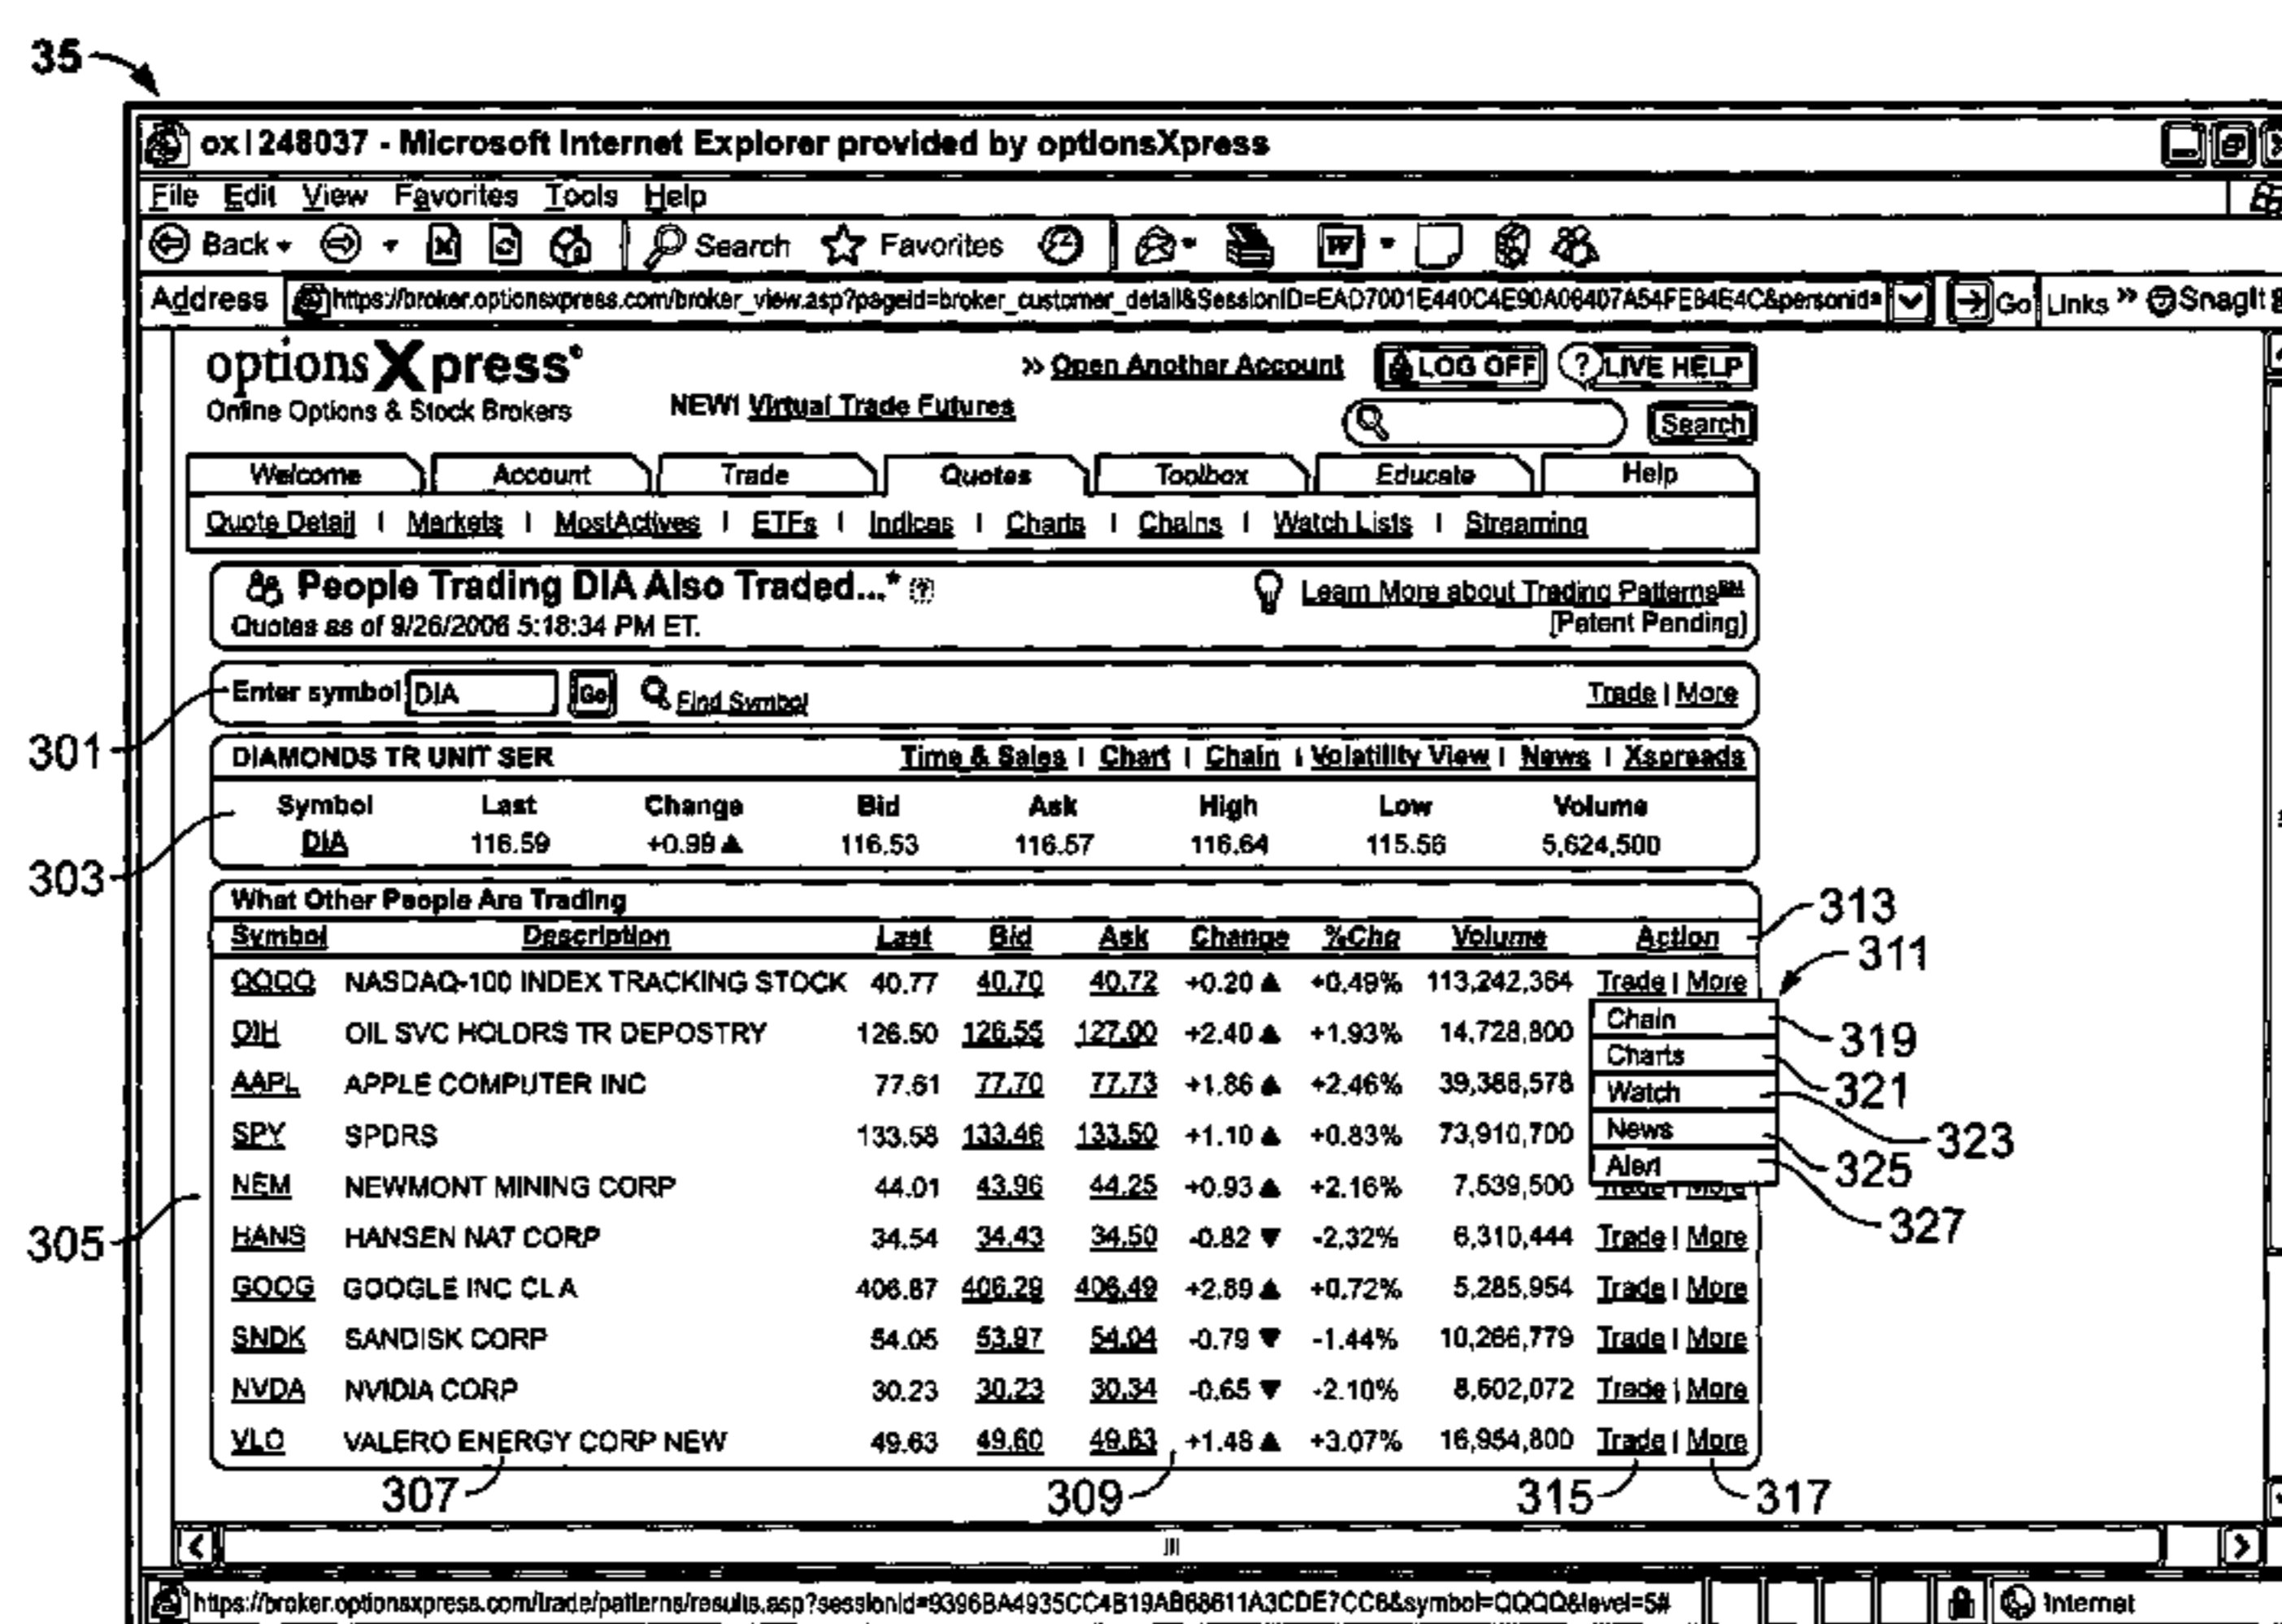 35
ox|248037 - Microsoft Internet Explorer provided by optionsXpress
File Edit View Favorites Tools Help
Back Search Favorites
Address https://broker.optionsxpress.com/broker_view.asp?pageid=broker_customer_detail&SessionID=EAD7001E440C4E90A06407A54FE84E4C&personid= Go Links » SnagIt
optionsXpress® » Open Another Account LOG OFF ? LIVE HELP
Online Options & Stock Brokers NEW! Virtual Trade Futures Search
Welcome Account Trade Quotes Toolbox Educate Help
Quote Detail | Markets | MostActives | ETFs | Indices | Charts | Chains | Watch Lists | Streaming
People Trading DIA Also Traded...* ? Learn More about Trading Patterns℠
Quotes as of 9/26/2006 5:18:34 PM ET. [Patent Pending]
Enter symbol DIA Go Find Symbol Trade | More
301
DIAMONDS TR UNIT SER Time & Sales | Chart | Chain | Volatility View | News | Xspreads
Symbol Last Change Bid Ask High Low Volume
DIA 116.59 +0.99 ▲ 116.53 116.57 116.64 115.56 5,624,500
303
What Other People Are Trading
313
Symbol Description Last Bid Ask Change %Chg Volume Action
311
QQQQ NASDAQ-100 INDEX TRACKING STOCK 40.77 40.70 40.72 +0.20 ▲ +0.49% 113,242,364 Trade | More
Chain 319
OIH OIL SVC HOLDRS TR DEPOSTRY 126.50 126.55 127.00 +2.40 ▲ +1.93% 14,728,800
Charts 321
AAPL APPLE COMPUTER INC 77.61 77.70 77.73 +1.86 ▲ +2.46% 39,386,578
Watch 323
SPY SPDRS 133.58 133.46 133.50 +1.10 ▲ +0.83% 73,910,700
News 325
Alert 327
NEM NEWMONT MINING CORP 44.01 43.96 44.25 +0.93 ▲ +2.16% 7,539,500 Trade | More
305
HANS HANSEN NAT CORP 34.54 34.43 34.50 -0.82 ▼ -2.32% 6,310,444 Trade | More
GOOG GOOGLE INC CL A 406.87 406.29 406.49 +2.89 ▲ +0.72% 5,285,954 Trade | More
SNDK SANDISK CORP 54.05 53.97 54.04 -0.79 ▼ -1.44% 10,266,779 Trade | More
NVDA NVIDIA CORP 30.23 30.23 30.34 -0.65 ▼ -2.10% 8,602,072 Trade | More
VLO VALERO ENERGY CORP NEW 49.63 49.60 49.63 +1.48 ▲ +3.07% 16,954,800 Trade | More
307 309 315 317
https://broker.optionsxpress.com/trade/patterns/results.asp?sessionid=9396BA4935CC4B19AB68611A3CDE7CC6&symbol=QQQQ&level=5# Internet